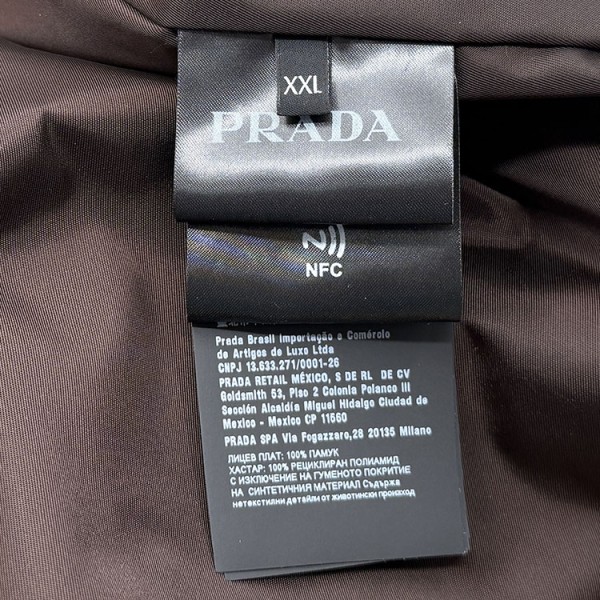 XXL
PRADA
N
NFC
Prada Brasil Importação e Comérolo
de Artigos de Luxo Ltda
CNPJ 13.633.271/0001-26
PRADA RETAIL MÉXICO, S DE RL DE CV
Goldsmith 53, Piso 2 Colonia Polanco III
Sección Alcaldía Miguel Hidalgo Ciudad de
Mexico - Mexico CP 11560
PRADA SPA Via Fogazzaro, 28 20135 Milano
ЛИЦЕВ ПЛАТ: 100% ПАМУК
ХАСТАР: 100% РЕЦИКЛИРАН ПОЛИАМИД
С ИЗКЛЮЧЕНИЕ НА ГУМЕНОТО ПОКРИТИЕ
НА СИНТЕТИЧНИЯ МАТЕРИАЛ Съдържа
нетекстилни детайли от животински произход